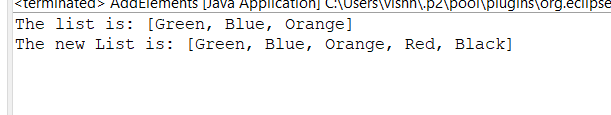 <terminated> AddElements [Java Application] C:\Users\vishn\.p2\pool\plugins\org.eclipse
The list is: [Green, Blue, Orange]
The new List is: [Green, Blue, Orange, Red, Black]